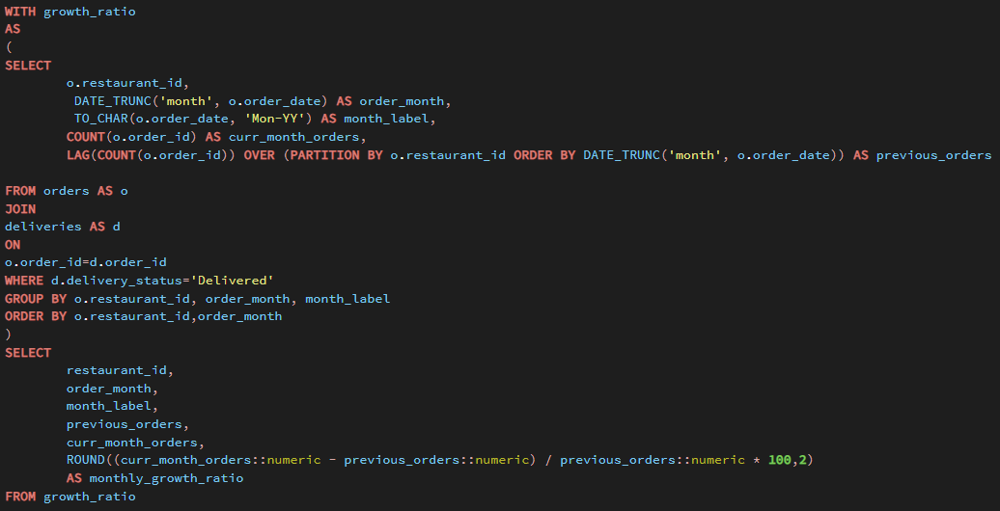 WITH growth_ratio
AS
(
SELECT
        o.restaurant_id,
         DATE_TRUNC('month', o.order_date) AS order_month,
         TO_CHAR(o.order_date, 'Mon-YY') AS month_label,
        COUNT(o.order_id) AS curr_month_orders,
        LAG(COUNT(o.order_id)) OVER (PARTITION BY o.restaurant_id ORDER BY DATE_TRUNC('month', o.order_date)) AS previous_orders

FROM orders AS o
JOIN
deliveries AS d
ON
o.order_id=d.order_id
WHERE d.delivery_status='Delivered'
GROUP BY o.restaurant_id, order_month, month_label
ORDER BY o.restaurant_id,order_month
)
SELECT
        restaurant_id,
        order_month,
        month_label,
        previous_orders,
        curr_month_orders,
        ROUND((curr_month_orders::numeric - previous_orders::numeric) / previous_orders::numeric * 100,2)
        AS monthly_growth_ratio
FROM growth_ratio